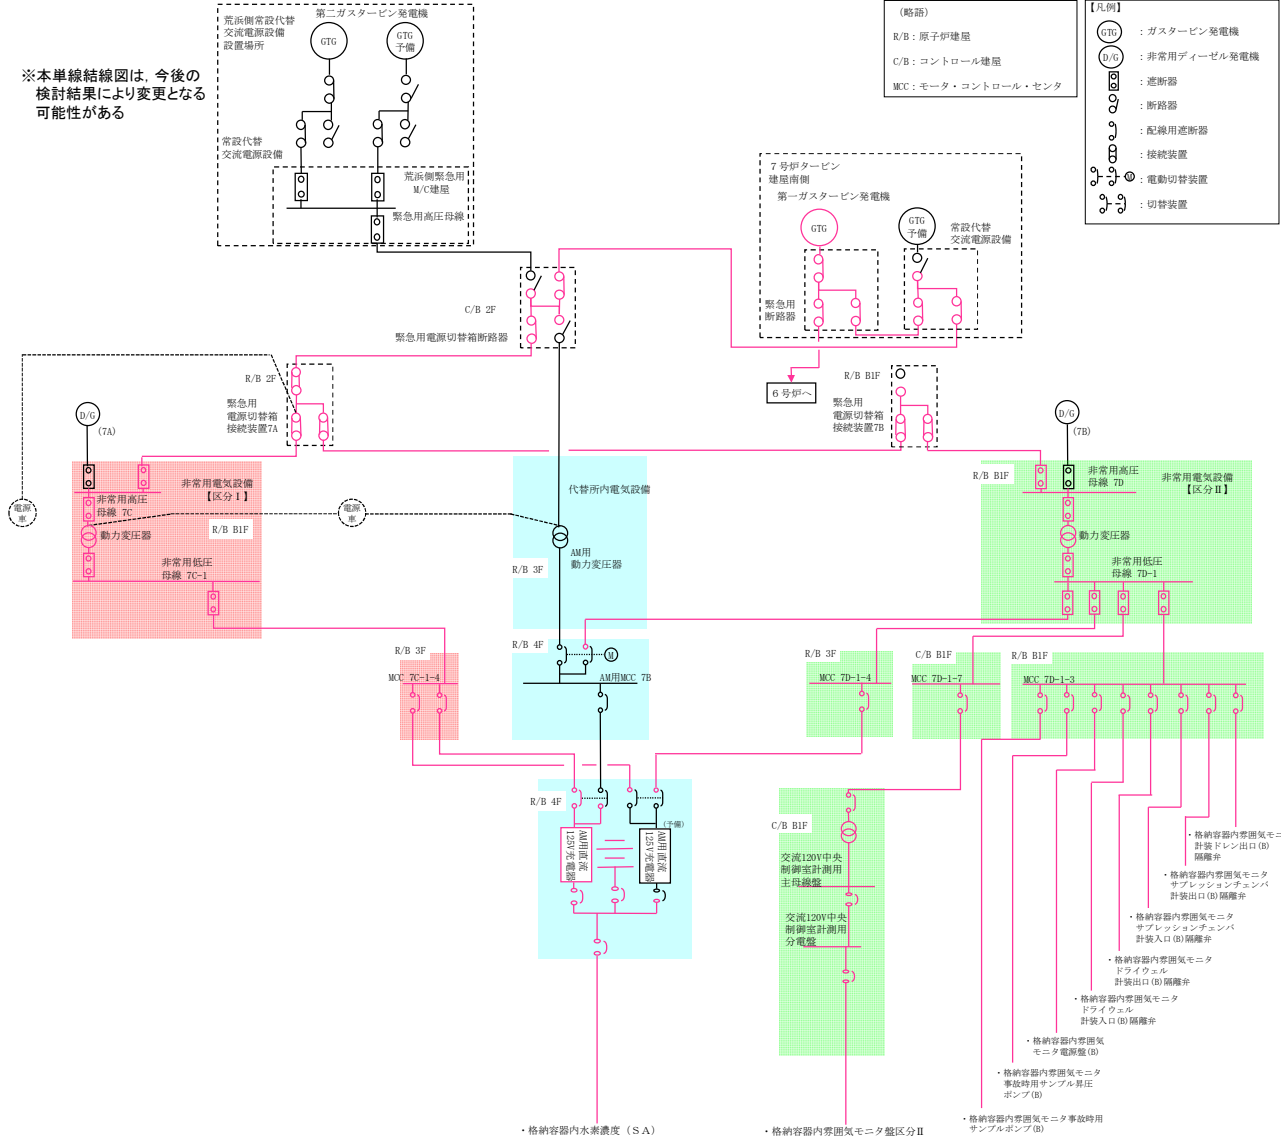 ※本単線結線図は，今後の
検討結果により変更となる
可能性がある
荒浜側常設代替
交流電源設備
設置場所
第二ガスタービン発電機
GTG
GTG
予備
常設代替
交流電源設備
荒浜側緊急用
M/C建屋
緊急用高圧母線
（略語）
R/B：原子炉建屋
C/B：コントロール建屋
MCC：モータ・コントロール・センタ
【凡例】
GTG
：ガスタービン発電機
D/G
：非常用ディーゼル発電機
：遮断器
：断路器
：配線用遮断器
：接続装置
M
：電動切替装置
：切替装置
7号炉タービン
建屋南側
第一ガスタービン発電機
GTG
GTG
予備
常設代替
交流電源設備
緊急用
断路器
6号炉へ
C/B 2F
緊急用電源切替箱断路器
R/B 2F
緊急用
電源切替箱
接続装置7A
R/B B1F
緊急用
電源切替箱
接続装置7B
D/G
(7A)
D/G
(7B)
電源
車
電源
車
非常用電気設備
【区分Ⅰ】
非常用高圧
母線 7C
R/B B1F
動力変圧器
非常用低圧
母線 7C-1
代替所内電気設備
AM用
動力変圧器
R/B 3F
R/B B1F
非常用高圧
母線 7D
非常用電気設備
【区分Ⅱ】
動力変圧器
非常用低圧
母線 7D-1
R/B 3F
MCC 7C-1-4
R/B 4F
M
AM用MCC 7B
R/B 3F
MCC 7D-1-4
C/B B1F
MCC 7D-1-7
R/B B1F
MCC 7D-1-3
R/B 4F
(予備)
AM用直流
125V充電器
AM用直流
125V充電器
C/B B1F
交流120V中央
制御室計測用
主母線盤
交流120V中央
制御室計測用
分電盤
・格納容器内雰囲気モニ
計装ドレン出口(B)
隔離弁
・格納容器内雰囲気モニタ
サプレッションチェンバ
計装出口(B)隔離弁
・格納容器内雰囲気モニタ
サプレッションチェンバ
計装入口(B)隔離弁
・格納容器内雰囲気モニタ
ドライウェル
計装出口(B)隔離弁
・格納容器内雰囲気モニタ
ドライウェル
計装入口(B)隔離弁
・格納容器内雰囲気
モニタ電源盤(B)
・格納容器内雰囲気モニタ
事故時用サンプル昇圧
ポンプ(B)
・格納容器内雰囲気モニタ事故時用
サンプルポンプ(B)
・格納容器内水素濃度（SA）
・格納容器内雰囲気モニタ盤区分Ⅱ